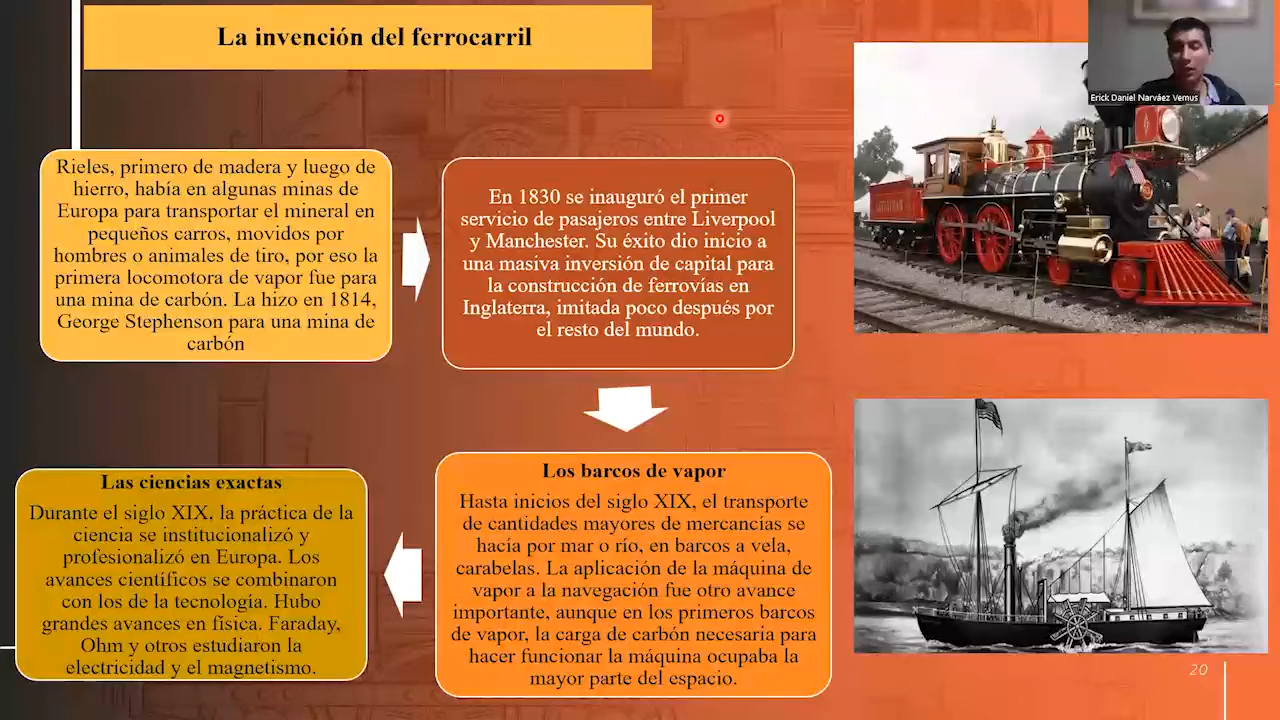 La invención del ferrocarril
Erick Daniel Narváez Vemus
Rieles, primero de madera y luego de
hierro, había en algunas minas de
Europa para transportar el mineral en
pequeños carros, movidos por
hombres o animales de tiro, por eso la
primera locomotora de vapor fue para
una mina de carbón. La hizo en 1814,
George Stephenson para una mina de
carbón
En 1830 se inauguró el primer
servicio de pasajeros entre Liverpool
y Manchester. Su éxito dio inicio a
una masiva inversión de capital para
la construcción de ferrovías en
Inglaterra, imitada poco después por
el resto del mundo.
Los barcos de vapor
Hasta inicios del siglo XIX, el transporte
de cantidades mayores de mercancías se
hacía por mar o río, en barcos a vela,
carabelas. La aplicación de la máquina de
vapor a la navegación fue otro avance
importante, aunque en los primeros barcos
de vapor, la carga de carbón necesaria para
hacer funcionar la máquina ocupaba la
mayor parte del espacio.
Las ciencias exactas
Durante el siglo XIX, la práctica de la
ciencia se institucionalizó y
profesionalizó en Europa. Los
avances científicos se combinaron
con los de la tecnología. Hubo
grandes avances en física. Faraday,
Ohm y otros estudiaron la
electricidad y el magnetismo.
20